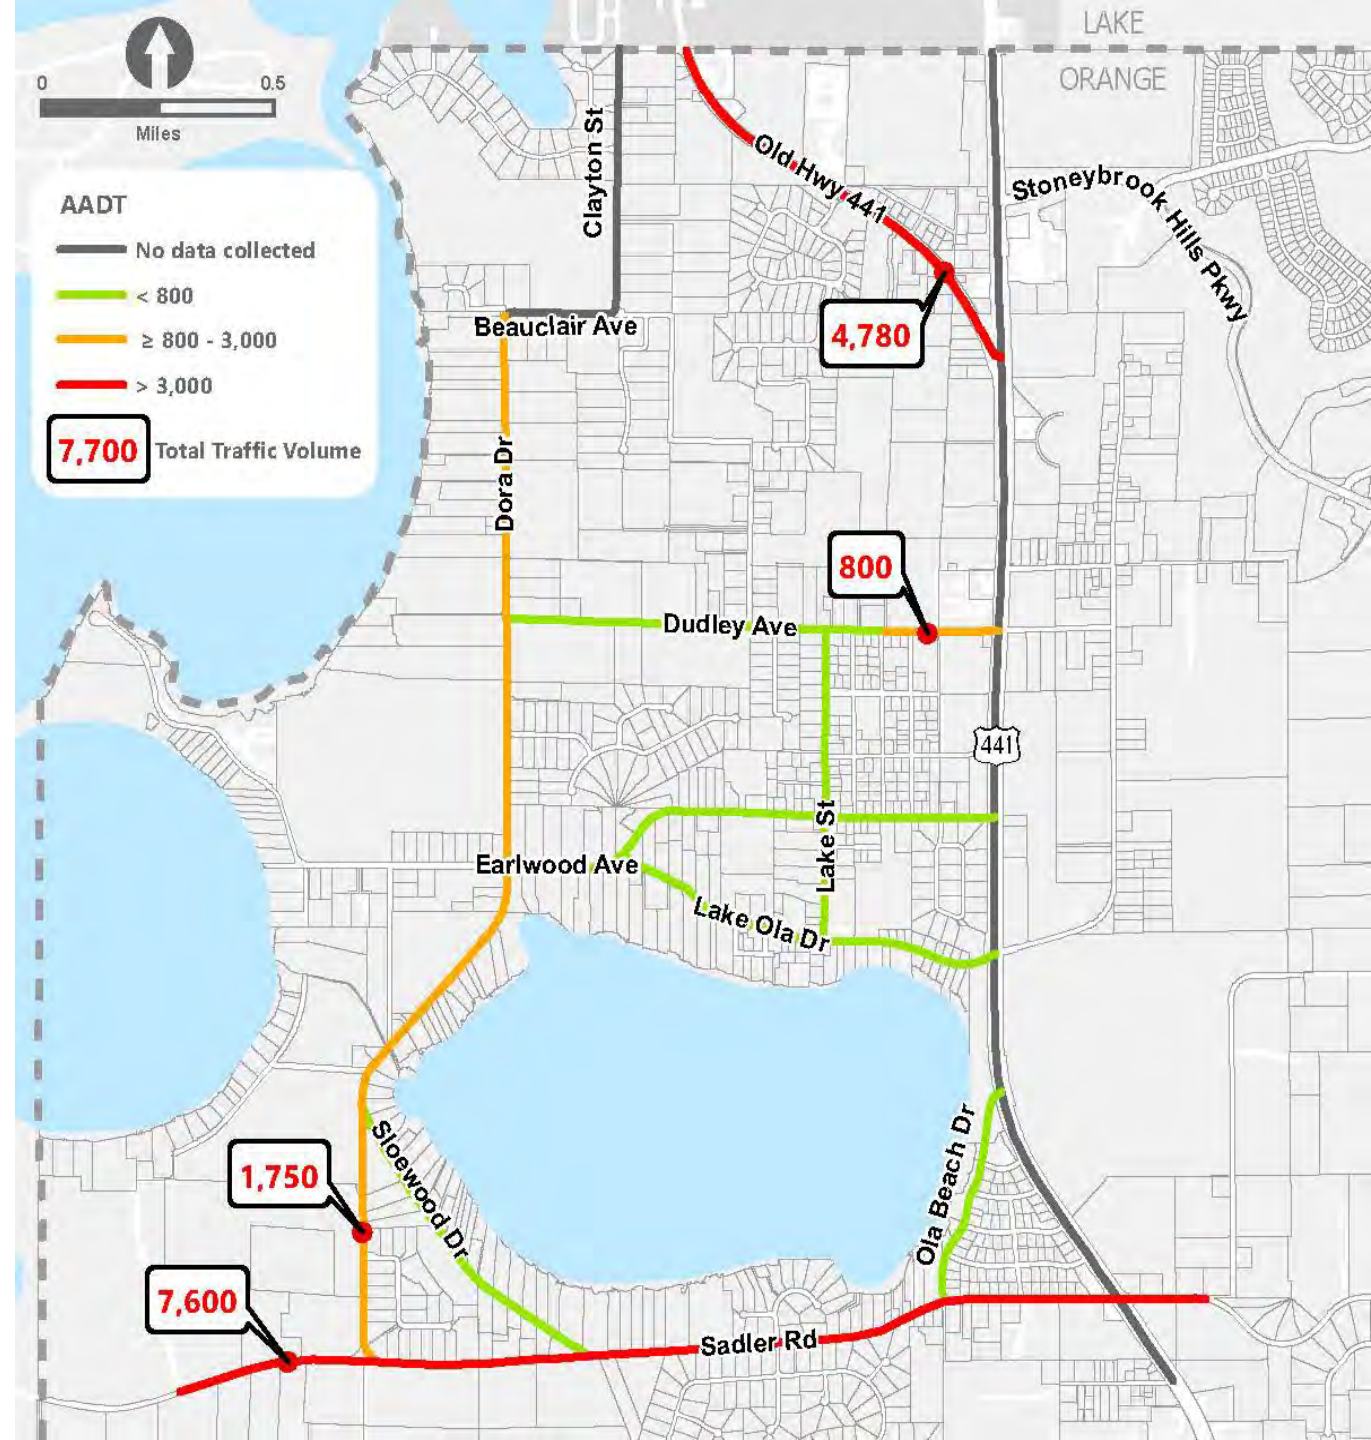 LAKE
ORANGE
0 0.5
Miles
AADT
No data collected
< 800
≥ 800 - 3,000
> 3,000
7,700 Total Traffic Volume
Clayton St
Old Hwy 441
Stoneybrook Hills Pkwy
Beauclair Ave
4,780
Dora Dr
800
Dudley Ave
441
Lake St
Earlwood Ave
Lake Ola Dr
Sloewood Dr
Ola Beach Dr
1,750
7,600
Sadler Rd